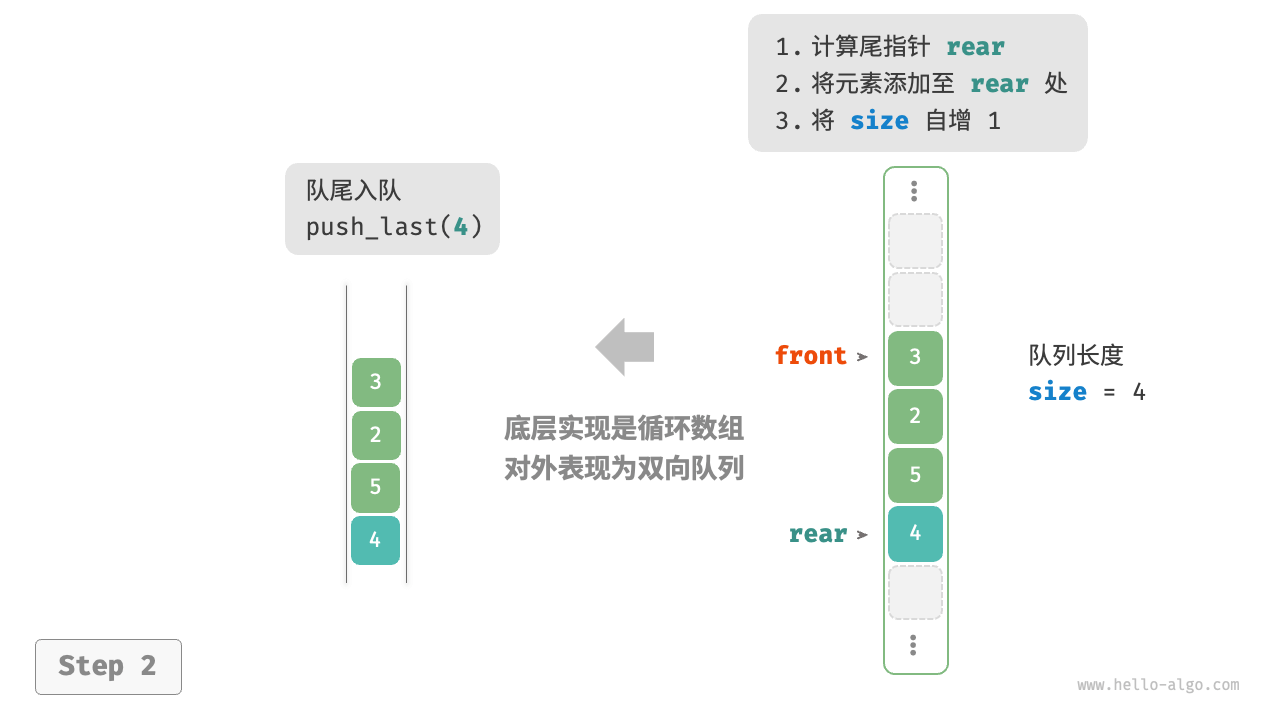 1. 计算尾指针 rear
2. 将元素添加至 rear 处
3. 将 size 自增 1
队尾入队
push_last(4)
3
2
5
4
底层实现是循环数组
对外表现为双向队列
front
rear
3
2
5
4
队列长度
size = 4
Step 2
www.hello-algo.com